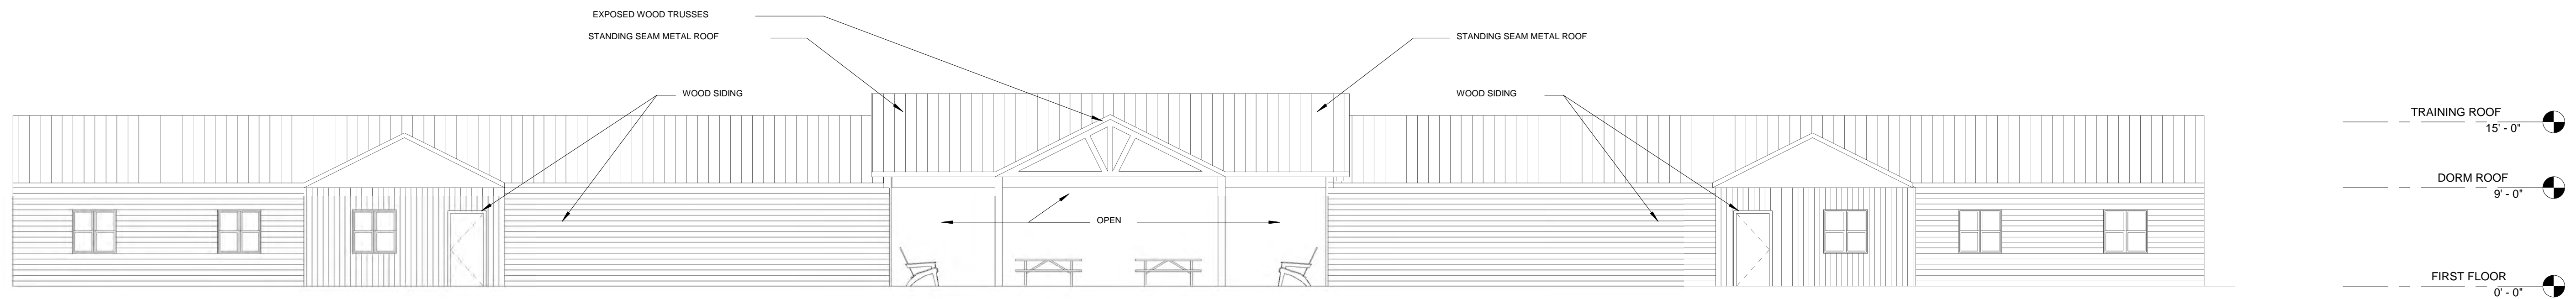 EXPOSED WOOD TRUSSES
STANDING SEAM METAL ROOF
STANDING SEAM METAL ROOF
WOOD SIDING
WOOD SIDING
TRAINING ROOF
15' - 0"
DORM ROOF
9' - 0"
OPEN
FIRST FLOOR
0' - 0"